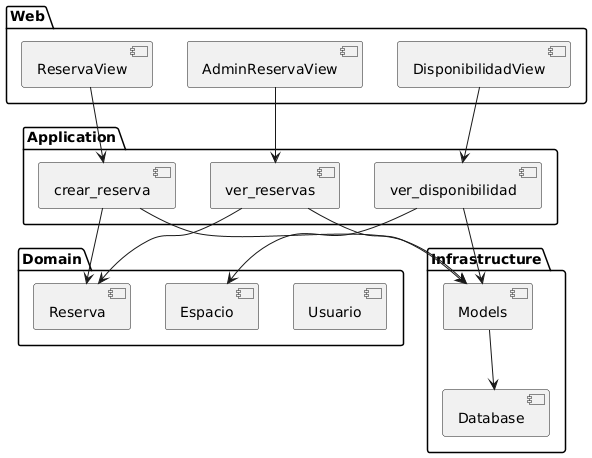 Web
ReservaView
AdminReservaView
DisponibilidadView
Application
crear_reserva
ver_reservas
ver_disponibilidad
Domain
Infrastructure
Reserva
Espacio
Usuario
Models
Database